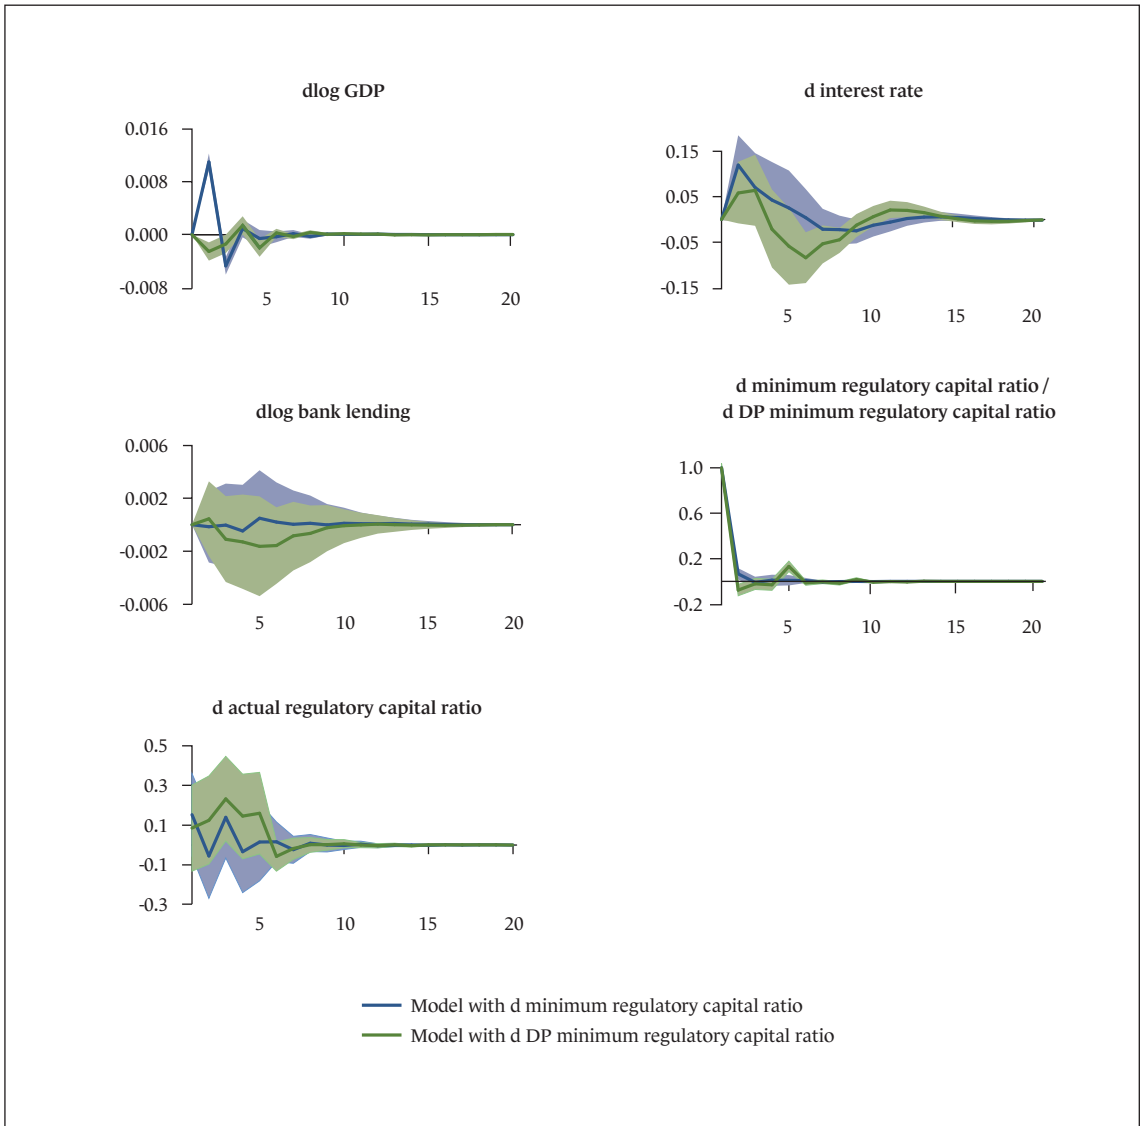 dlog GDP
0.016
0.008
0.000
-0.008
5 10 15 20
d interest rate
0.15
0.05
-0.05
-0.15
5 10 15 20
dlog bank lending
0.006
0.002
-0.002
-0.006
5 10 15 20
d minimum regulatory capital ratio /
d DP minimum regulatory capital ratio
1.0
0.6
0.2
-0.2
5 10 15 20
d actual regulatory capital ratio
0.5
0.3
0.1
-0.1
-0.3
5 10 15 20
Model with d minimum regulatory capital ratio
Model with d DP minimum regulatory capital ratio